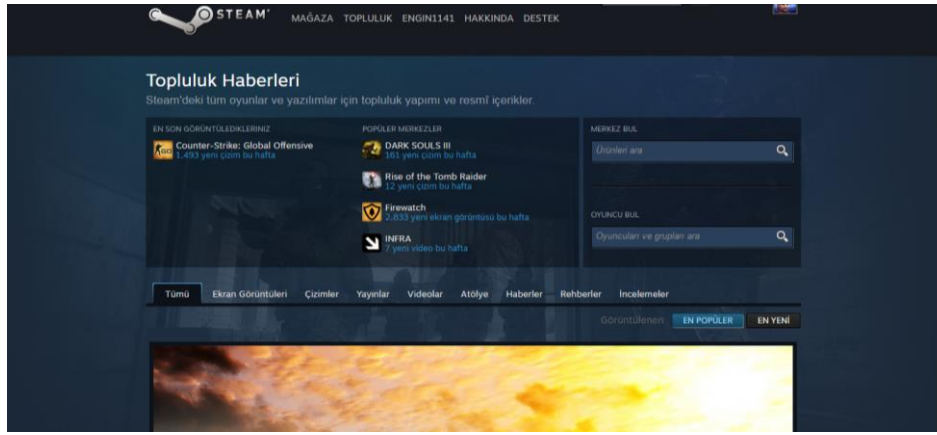 STEAM
MAĞAZA TOPLULUK ENGIN1141 HAKKINDA DESTEK
Topluluk Haberleri
Steam'deki tüm oyunlar ve yazılımlar için topluluk yapımı ve resmî içerikler.
EN SON GÖRÜNTÜLEDİKLERİNİZ
Counter-Strike: Global Offensive
1.493 yeni çizim bu hafta
POPÜLER MERKEZLER
DARK SOULS III
161 yeni çizim bu hafta
Rise of the Tomb Raider
12 yeni çizim bu hafta
Firewatch
2.833 yeni ekran görüntüsü bu hafta
INFRA
7 yeni video bu hafta
MERKEZ BUL
Ürünleri ara
OYUNCU BUL
Oyuncuları ve grupları ara
Tümü Ekran Görüntüleri Çizimler Yayınlar Videolar Atölye Haberler Rehberler İncelemeler
Görüntülenen EN POPÜLER EN YENİ